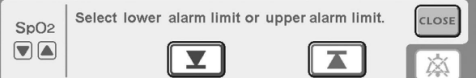 SpO2
Select lower alarm limit or upper alarm limit.
CLOSE